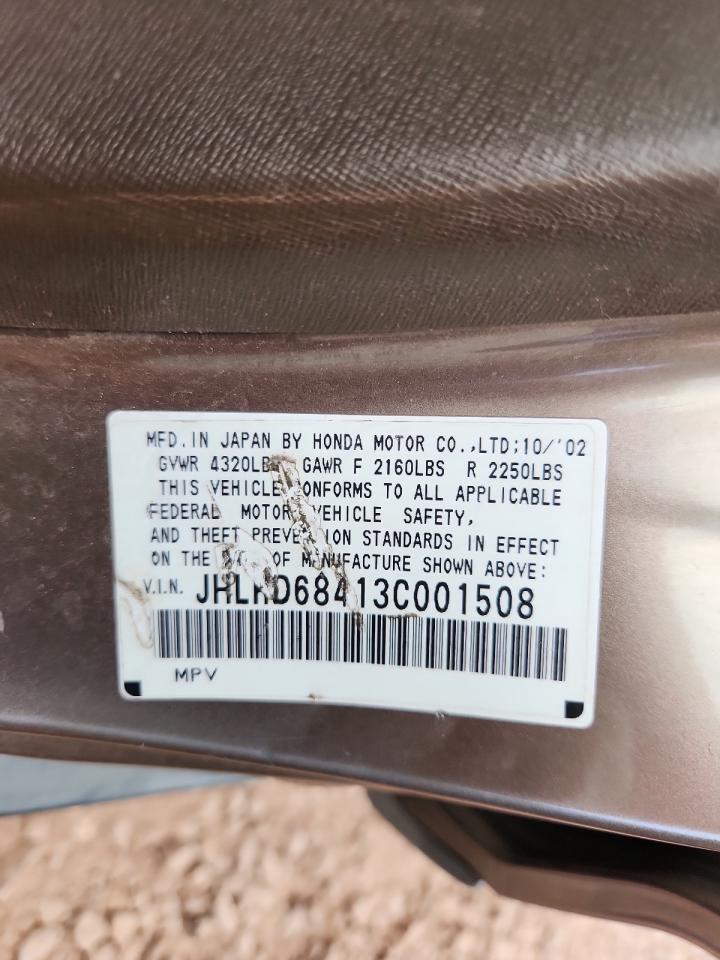 MFD. IN JAPAN BY HONDA MOTOR CO.,LTD;10/'02
GVWR 4320LBS GAWR F 2160LBS R 2250LBS
THIS VEHICLE CONFORMS TO ALL APPLICABLE
FEDERAL MOTOR VEHICLE SAFETY,
AND THEFT PREVENTION STANDARDS IN EFFECT
ON THE DATE OF MANUFACTURE SHOWN ABOVE:
V.I.N. JHLRD68413C001508
MPV